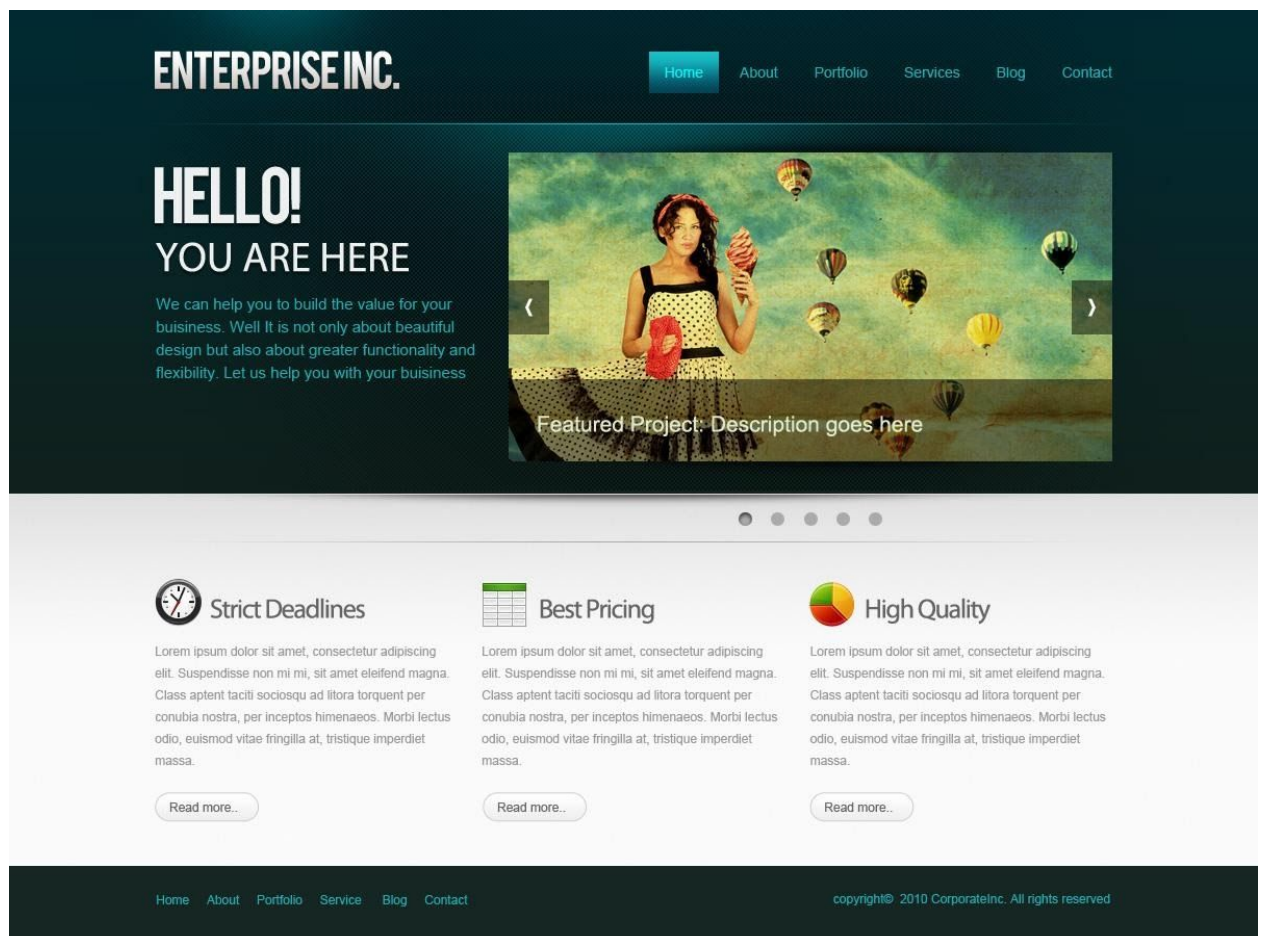 ENTERPRISE INC.
Home About Portfolio Services Blog Contact
HELLO!
YOU ARE HERE
We can help you to build the value for your
buisiness. Well It is not only about beautiful
design but also about greater functionality and
flexibility. Let us help you with your buisiness
Featured Project: Description goes here
Strict Deadlines
Lorem ipsum dolor sit amet, consectetur adipiscing
elit. Suspendisse non mi mi, sit amet eleifend magna.
Class aptent taciti sociosqu ad litora torquent per
conubia nostra, per inceptos himenaeos. Morbi lectus
odio, euismod vitae fringilla at, tristique imperdiet
massa.
Read more..
Best Pricing
Lorem ipsum dolor sit amet, consectetur adipiscing
elit. Suspendisse non mi mi, sit amet eleifend magna.
Class aptent taciti sociosqu ad litora torquent per
conubia nostra, per inceptos himenaeos. Morbi lectus
odio, euismod vitae fringilla at, tristique imperdiet
massa.
Read more..
High Quality
Lorem ipsum dolor sit amet, consectetur adipiscing
elit. Suspendisse non mi mi, sit amet eleifend magna.
Class aptent taciti sociosqu ad litora torquent per
conubia nostra, per inceptos himenaeos. Morbi lectus
odio, euismod vitae fringilla at, tristique imperdiet
massa.
Read more..
Home About Portfolio Service Blog Contact
copyright© 2010 CorporateInc. All rights reserved